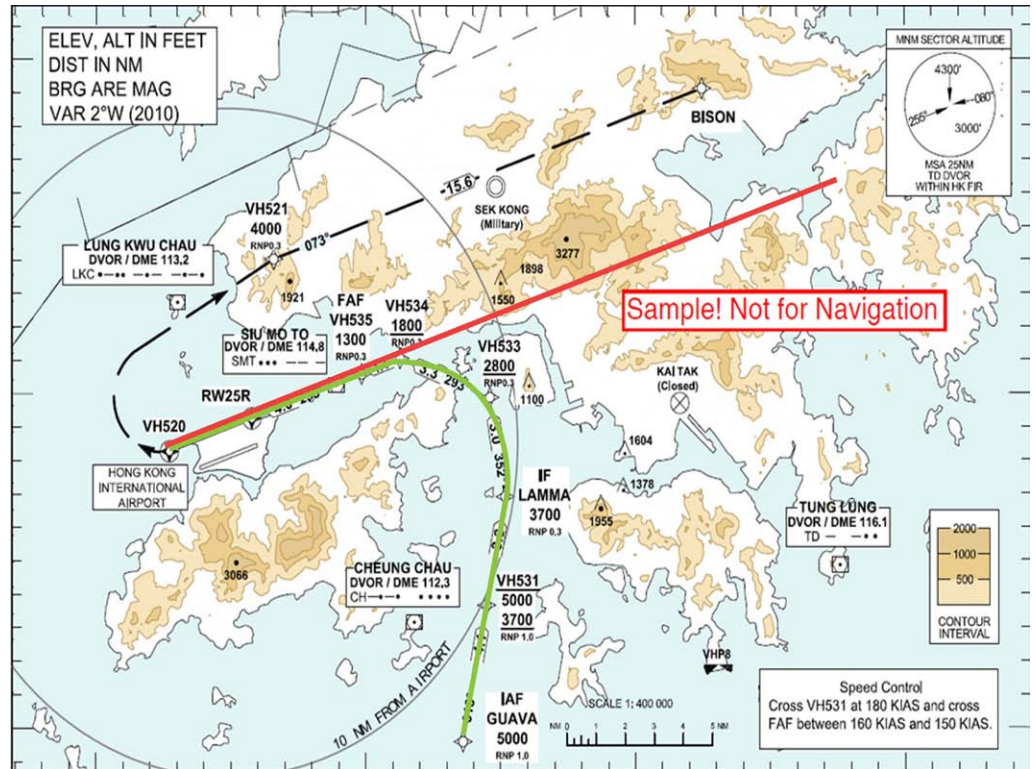 ELEV, ALT IN FEET
DIST IN NM
BRG ARE MAG
VAR 2°W (2010)
MNM SECTOR ALTITUDE
4300'
080°
255°
3000'
MSA 25NM
TD DVOR
WITHIN HK FIR
BISON
15.6
SEK KONG
(Military)
073°
VH521
4000
RNP0.3
LUNG KWU CHAU
DVOR / DME 113,2
LKC
1921
3277
1898
1550
Sample! Not for Navigation
FAF
VH535
1300
RNP0.3
VH534
1800
RNP0.3
SIU MO TO
DVOR / DME 114,8
SMT
VH533
2800
RNP0.3
3.3 293
1100
KAI TAK
(Closed)
RW25R
VH520
HONG KONG
INTERNATIONAL
AIRPORT
3.0 352
1604
1378
1955
IF
LAMMA
3700
RNP 0.3
TUNG LUNG
DVOR / DME 116.1
TD
2000
1000
500
CONTOUR
INTERVAL
3066
CHEUNG CHAU
DVOR / DME 112,3
CH
VH531
5000
3700
RNP 1.0
VHP8
10 NM FROM AIRPORT
IAF
GUAVA
5000
RNP 1.0
SCALE 1; 400 000
NM 0 5 NM
Speed Control
Cross VH531 at 180 KIAS and cross
FAF between 160 KIAS and 150 KIAS.